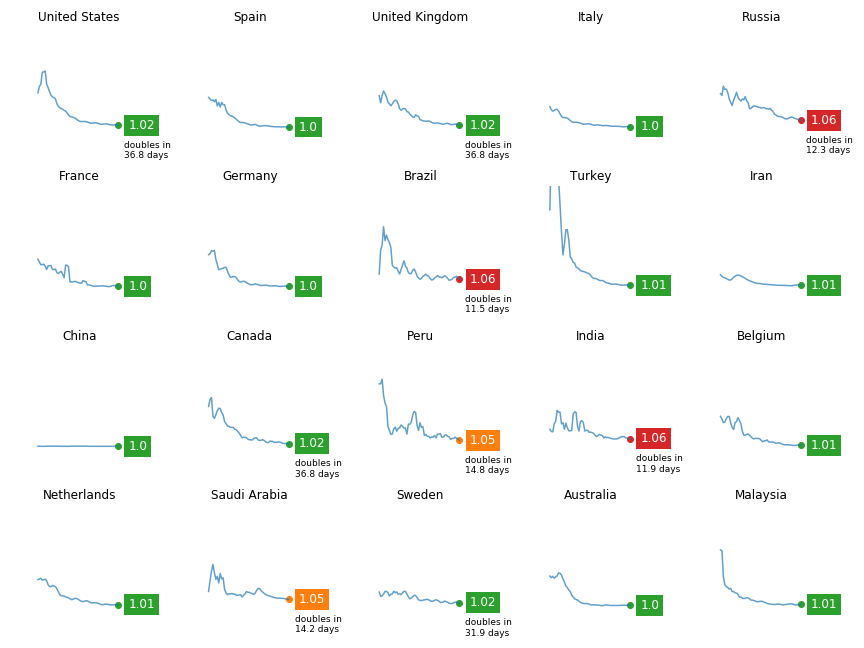 United States
Spain
United Kingdom
Italy
Russia
1.02
doubles in
36.8 days
1.0
1.02
doubles in
36.8 days
1.0
1.06
doubles in
12.3 days
France
Germany
Brazil
Turkey
Iran
1.0
1.0
1.06
doubles in
11.5 days
1.01
1.01
China
Canada
Peru
India
Belgium
1.0
1.02
doubles in
36.8 days
1.05
doubles in
14.8 days
1.06
doubles in
11.9 days
1.01
Netherlands
Saudi Arabia
Sweden
Australia
Malaysia
1.01
1.05
doubles in
14.2 days
1.02
doubles in
31.9 days
1.0
1.01